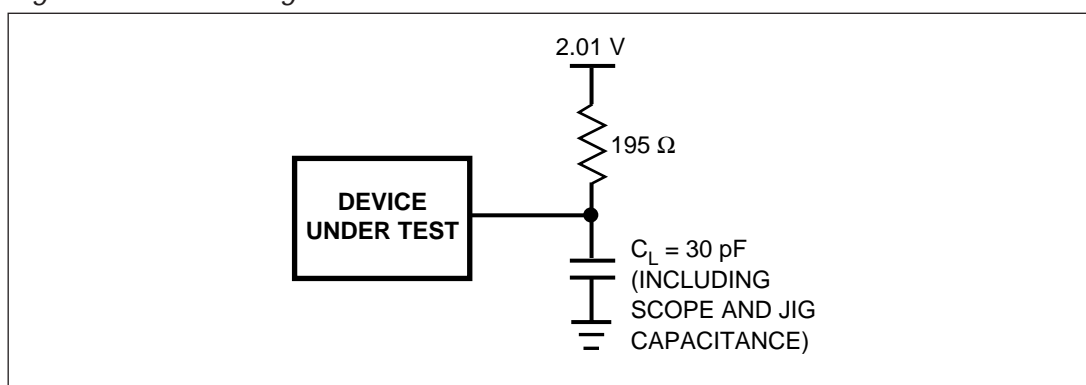 2.01 V
195 Ω
DEVICE
UNDER TEST
C_L = 30 pF
(INCLUDING
SCOPE AND JIG
CAPACITANCE)